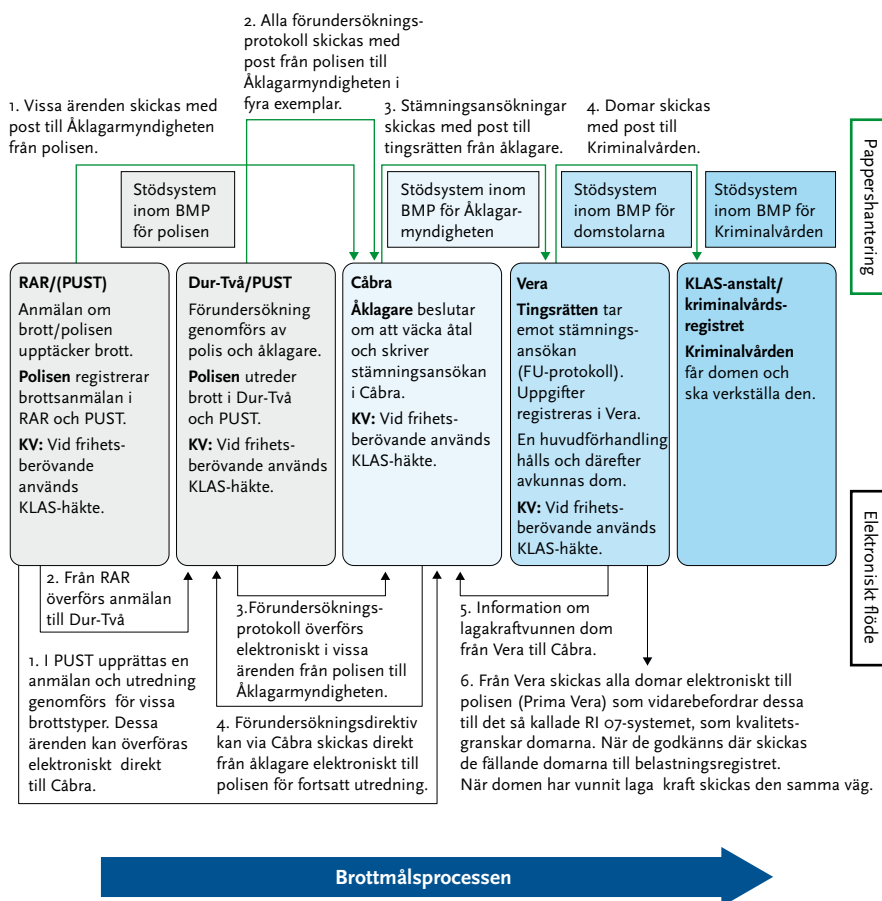 1. Vissa ärenden skickas med
post till Åklagarmyndigheten
från polisen.
2. Alla förundersöknings-
protokoll skickas med
post från polisen till
Åklagarmyndigheten i
fyra exemplar.
3. Stämningsansökningar
skickas med post till
tingsrätten från åklagare.
4. Domar skickas
med post till
Kriminalvården.
Pappershantering
Stödsystem
inom BMP
för polisen
Stödsystem inom
BMP för Åklagar-
myndigheten
Stödsystem
inom BMP för
domstolarna
Stödsystem
inom BMP för
Kriminalvården
RAR/(PUST)
Anmälan om
brott/polisen
upptäcker brott.
Polisen registrerar
brottsanmälan i
RAR och PUST.
KV: Vid frihets-
berövande
används
KLAS-häkte.
Dur-Två/PUST
Förundersökning
genomförs av
polis och åklagare.
Polisen utreder
brott i Dur-Två
och PUST.
KV: Vid frihets-
berövande används
KLAS-häkte.
Cåbra
Åklagare beslutar
om att väcka åtal
och skriver
stämningsansökan
i Cåbra.
KV: Vid frihets-
berövande används
KLAS-häkte.
Vera
Tingsrätten tar
emot stämnings-
ansökan
(FU-protokoll).
Uppgifter
registreras i Vera.
En huvudförhandling
hålls och därefter
avkunnas dom.
KV: Vid frihets-
berövande används
KLAS-häkte.
KLAS-anstalt/
kriminalvårds-
registret
Kriminalvården
får domen och
ska verkställa den.
Elektroniskt flöde
2. Från RAR
överförs anmälan
till Dur-Två
1. I PUST upprättas en
anmälan och utredning
genomförs för vissa
brottstyper. Dessa
ärenden kan överföras
elektroniskt direkt
till Cåbra.
3.Förundersöknings-
protokoll överförs
elektroniskt i vissa
ärenden från polisen till
Åklagarmyndigheten.
4. Förundersökningsdirektiv
kan via Cåbra skickas direkt
från åklagare elektroniskt till
polisen för fortsatt utredning.
5. Information om
lagakraftvunnen dom
från Vera till Cåbra.
6. Från Vera skickas alla domar elektroniskt till
polisen (Prima Vera) som vidarebefordrar dessa
till det så kallade RI 07-systemet, som kvalitets-
granskar domarna. När de godkänns där skickas
de fällande domarna till belastningsregistret.
När domen har vunnit laga kraft skickas den samma väg.
Brottmålsprocessen